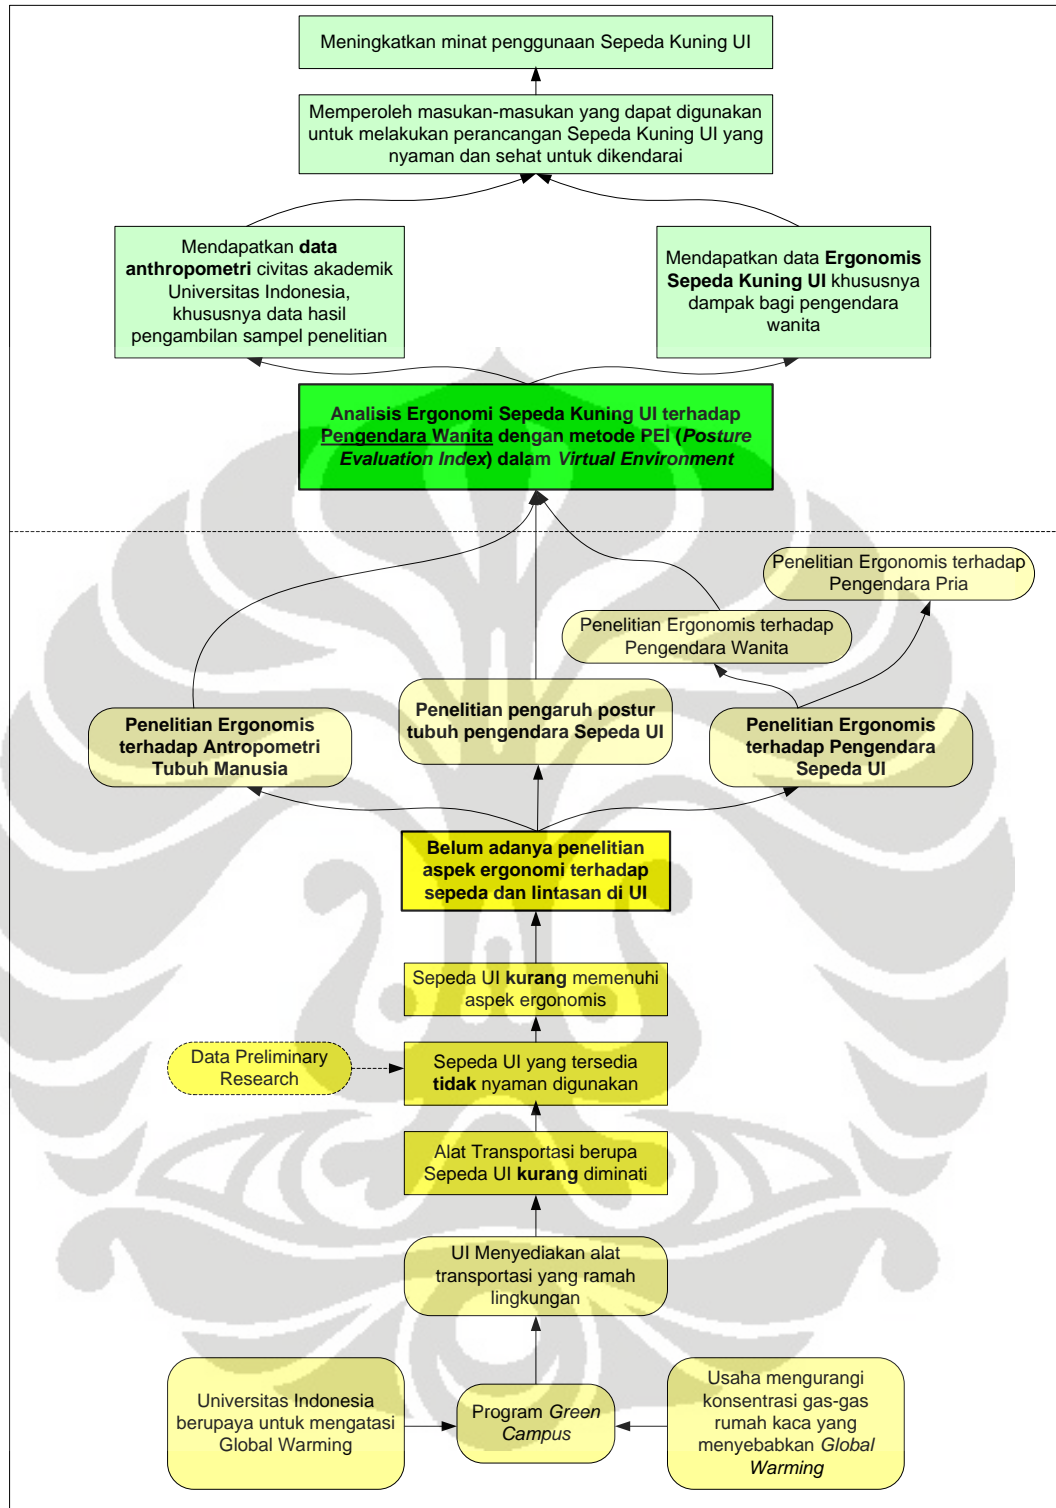 Meningkatkan minat penggunaan Sepeda Kuning UI
Memperoleh masukan-masukan yang dapat digunakan
untuk melakukan perancangan Sepeda Kuning UI yang
nyaman dan sehat untuk dikendarai
Mendapatkan data
anthropometri civitas akademik
Universitas Indonesia,
khususnya data hasil
pengambilan sampel penelitian
Mendapatkan data Ergonomis
Sepeda Kuning UI khususnya
dampak bagi pengendara
wanita
Analisis Ergonomi Sepeda Kuning UI terhadap
Pengendara Wanita dengan metode PEI (Posture
Evaluation Index) dalam Virtual Environment
Penelitian Ergonomis terhadap
Pengendara Pria
Penelitian Ergonomis terhadap
Pengendara Wanita
Penelitian Ergonomis
terhadap Antropometri
Tubuh Manusia
Penelitian pengaruh postur
tubuh pengendara Sepeda UI
Penelitian Ergonomis
terhadap Pengendara
Sepeda UI
Belum adanya penelitian
aspek ergonomi terhadap
sepeda dan lintasan di UI
Sepeda UI kurang memenuhi
aspek ergonomis
Data Preliminary
Research
Sepeda UI yang tersedia
tidak nyaman digunakan
Alat Transportasi berupa
Sepeda UI kurang diminati
UI Menyediakan alat
transportasi yang ramah
lingkungan
Universitas Indonesia
berupaya untuk mengatasi
Global Warming
Program Green
Campus
Usaha mengurangi
konsentrasi gas-gas
rumah kaca yang
menyebabkan Global
Warming